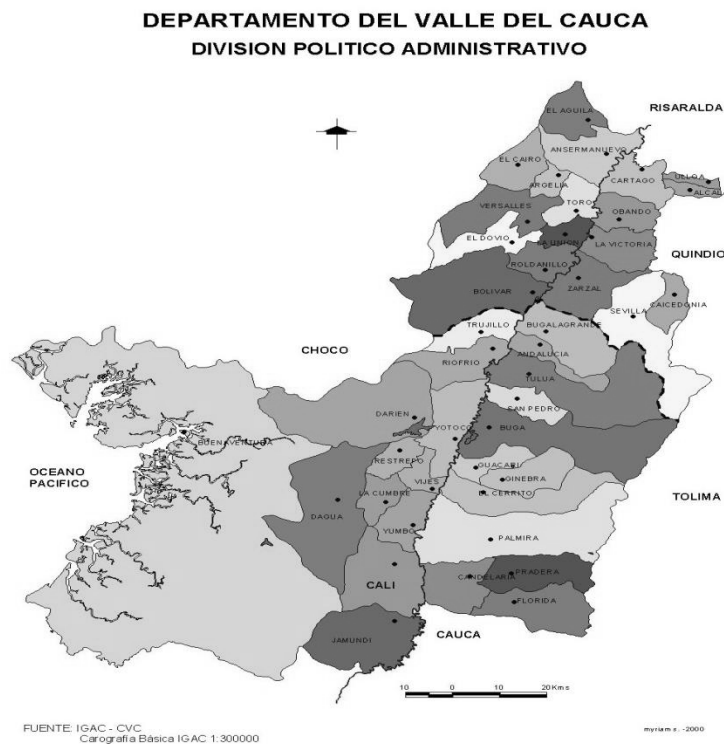 DEPARTAMENTO DEL VALLE DEL CAUCA
DIVISION POLITICO ADMINISTRATIVO
EL AGUILA
RISARALDA
ANSERMANUEVO
EL CAIRO
CARTAGO
ULLOA
ARGELIA
ALCALA
VERSALLES
TORO
OBANDO
EL DOVIO
LA UNION
LA VICTORIA
QUINDIO
ROLDANILLO
BOLIVAR
ZARZAL
CAICEDONIA
SEVILLA
TRUJILLO
BUGALAGRANDE
CHOCO
ANDALUCIA
RIOFRIO
TULUA
SAN PEDRO
DARIEN
BUENAVENTURA
YOTOCO
BUGA
RESTREPO
GUACARI
OCEANO
PACIFICO
VIJES
GINEBRA
LA CUMBRE
EL CERRITO
TOLIMA
DAGUA
YUMBO
PALMIRA
CALI
CANDELARIA
PRADERA
FLORIDA
JAMUNDI
CAUCA
10 0 10 20 Kms
FUENTE: IGAC - CVC
Carografia Básica IGAC 1:300000
myriam s. -2000